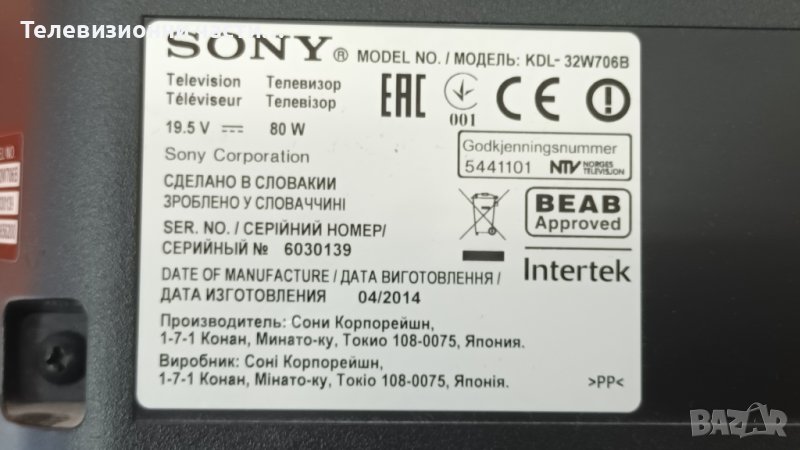 Телевизионни части
SONY® MODEL NO. / МОДЕЛЬ: KDL- 32W706B
Television Телевизор
Téléviseur Телевізор
19.5 V 80 W
Sony Corporation
EAC
001
CE
Godkjenningsnummer
5441101 NTV NORGES TELEVISJON
СДЕЛАНО В СЛОВАКИИ
ЗРОБЛЕНО У СЛОВАЧЧИНІ
BEAB
Approved
SER. NO. / СЕРІЙНИЙ НОМЕР/
СЕРИЙНЫЙ № 6030139
Intertek
DATE OF MANUFACTURE / ДАТА ВИГОТОВЛЕННЯ /
ДАТА ИЗГОТОВЛЕНИЯ 04/2014
Производитель: Сони Корпорейшн,
1-7-1 Конан, Минато-ку, Токио 108-0075, Япония.
Виробник: Соні Корпорейшн,
1-7-1 Конан, Мінато-ку, Токіо 108-0075, Японія.
>PP<
BAZAR